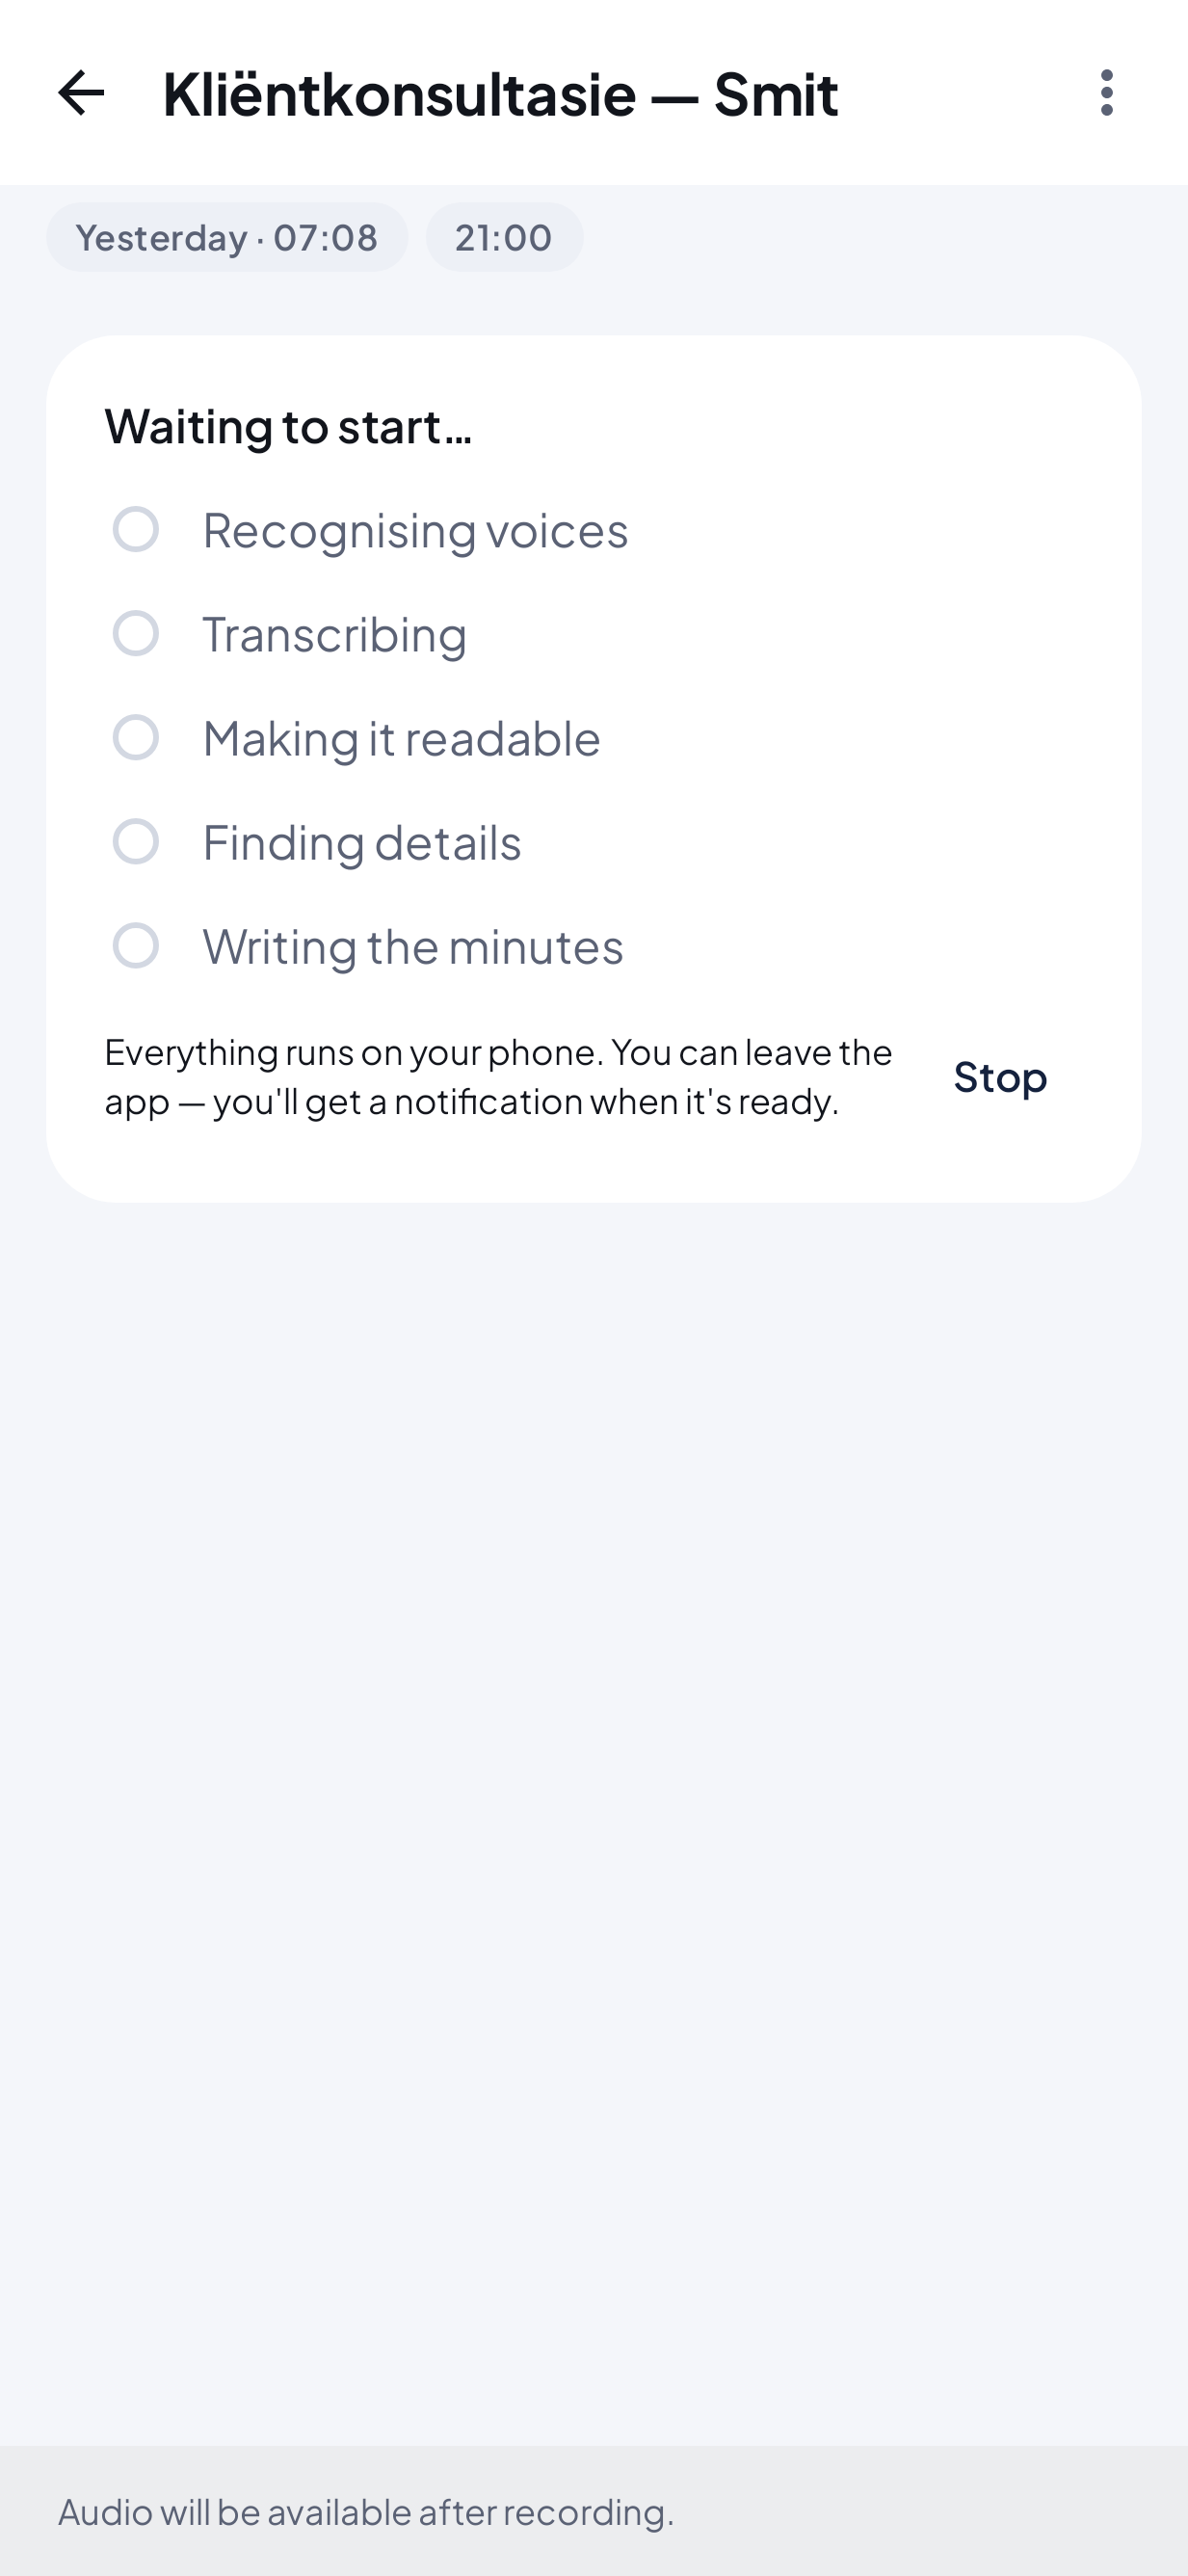 Kliëntkonsultasie — Smit
Yesterday · 07:08
21:00
Waiting to start…
Recognising voices
Transcribing
Making it readable
Finding details
Writing the minutes
Everything runs on your phone. You can leave the
app — you'll get a notification when it's ready.
Stop
Audio will be available after recording.